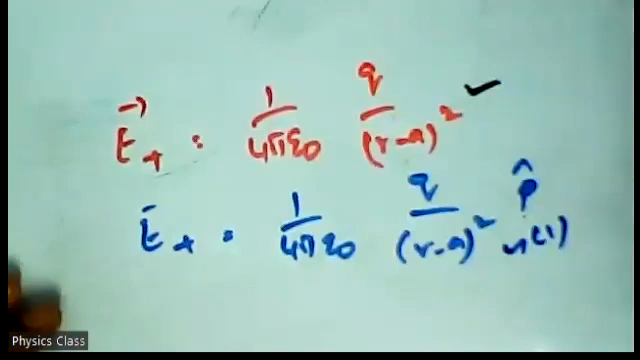 E⃗₊ = 1/4πε₀ q/(r-a)² ✓
E⃗₊ = 1/4πε₀ q/(r-a)² p̂
Physics Class